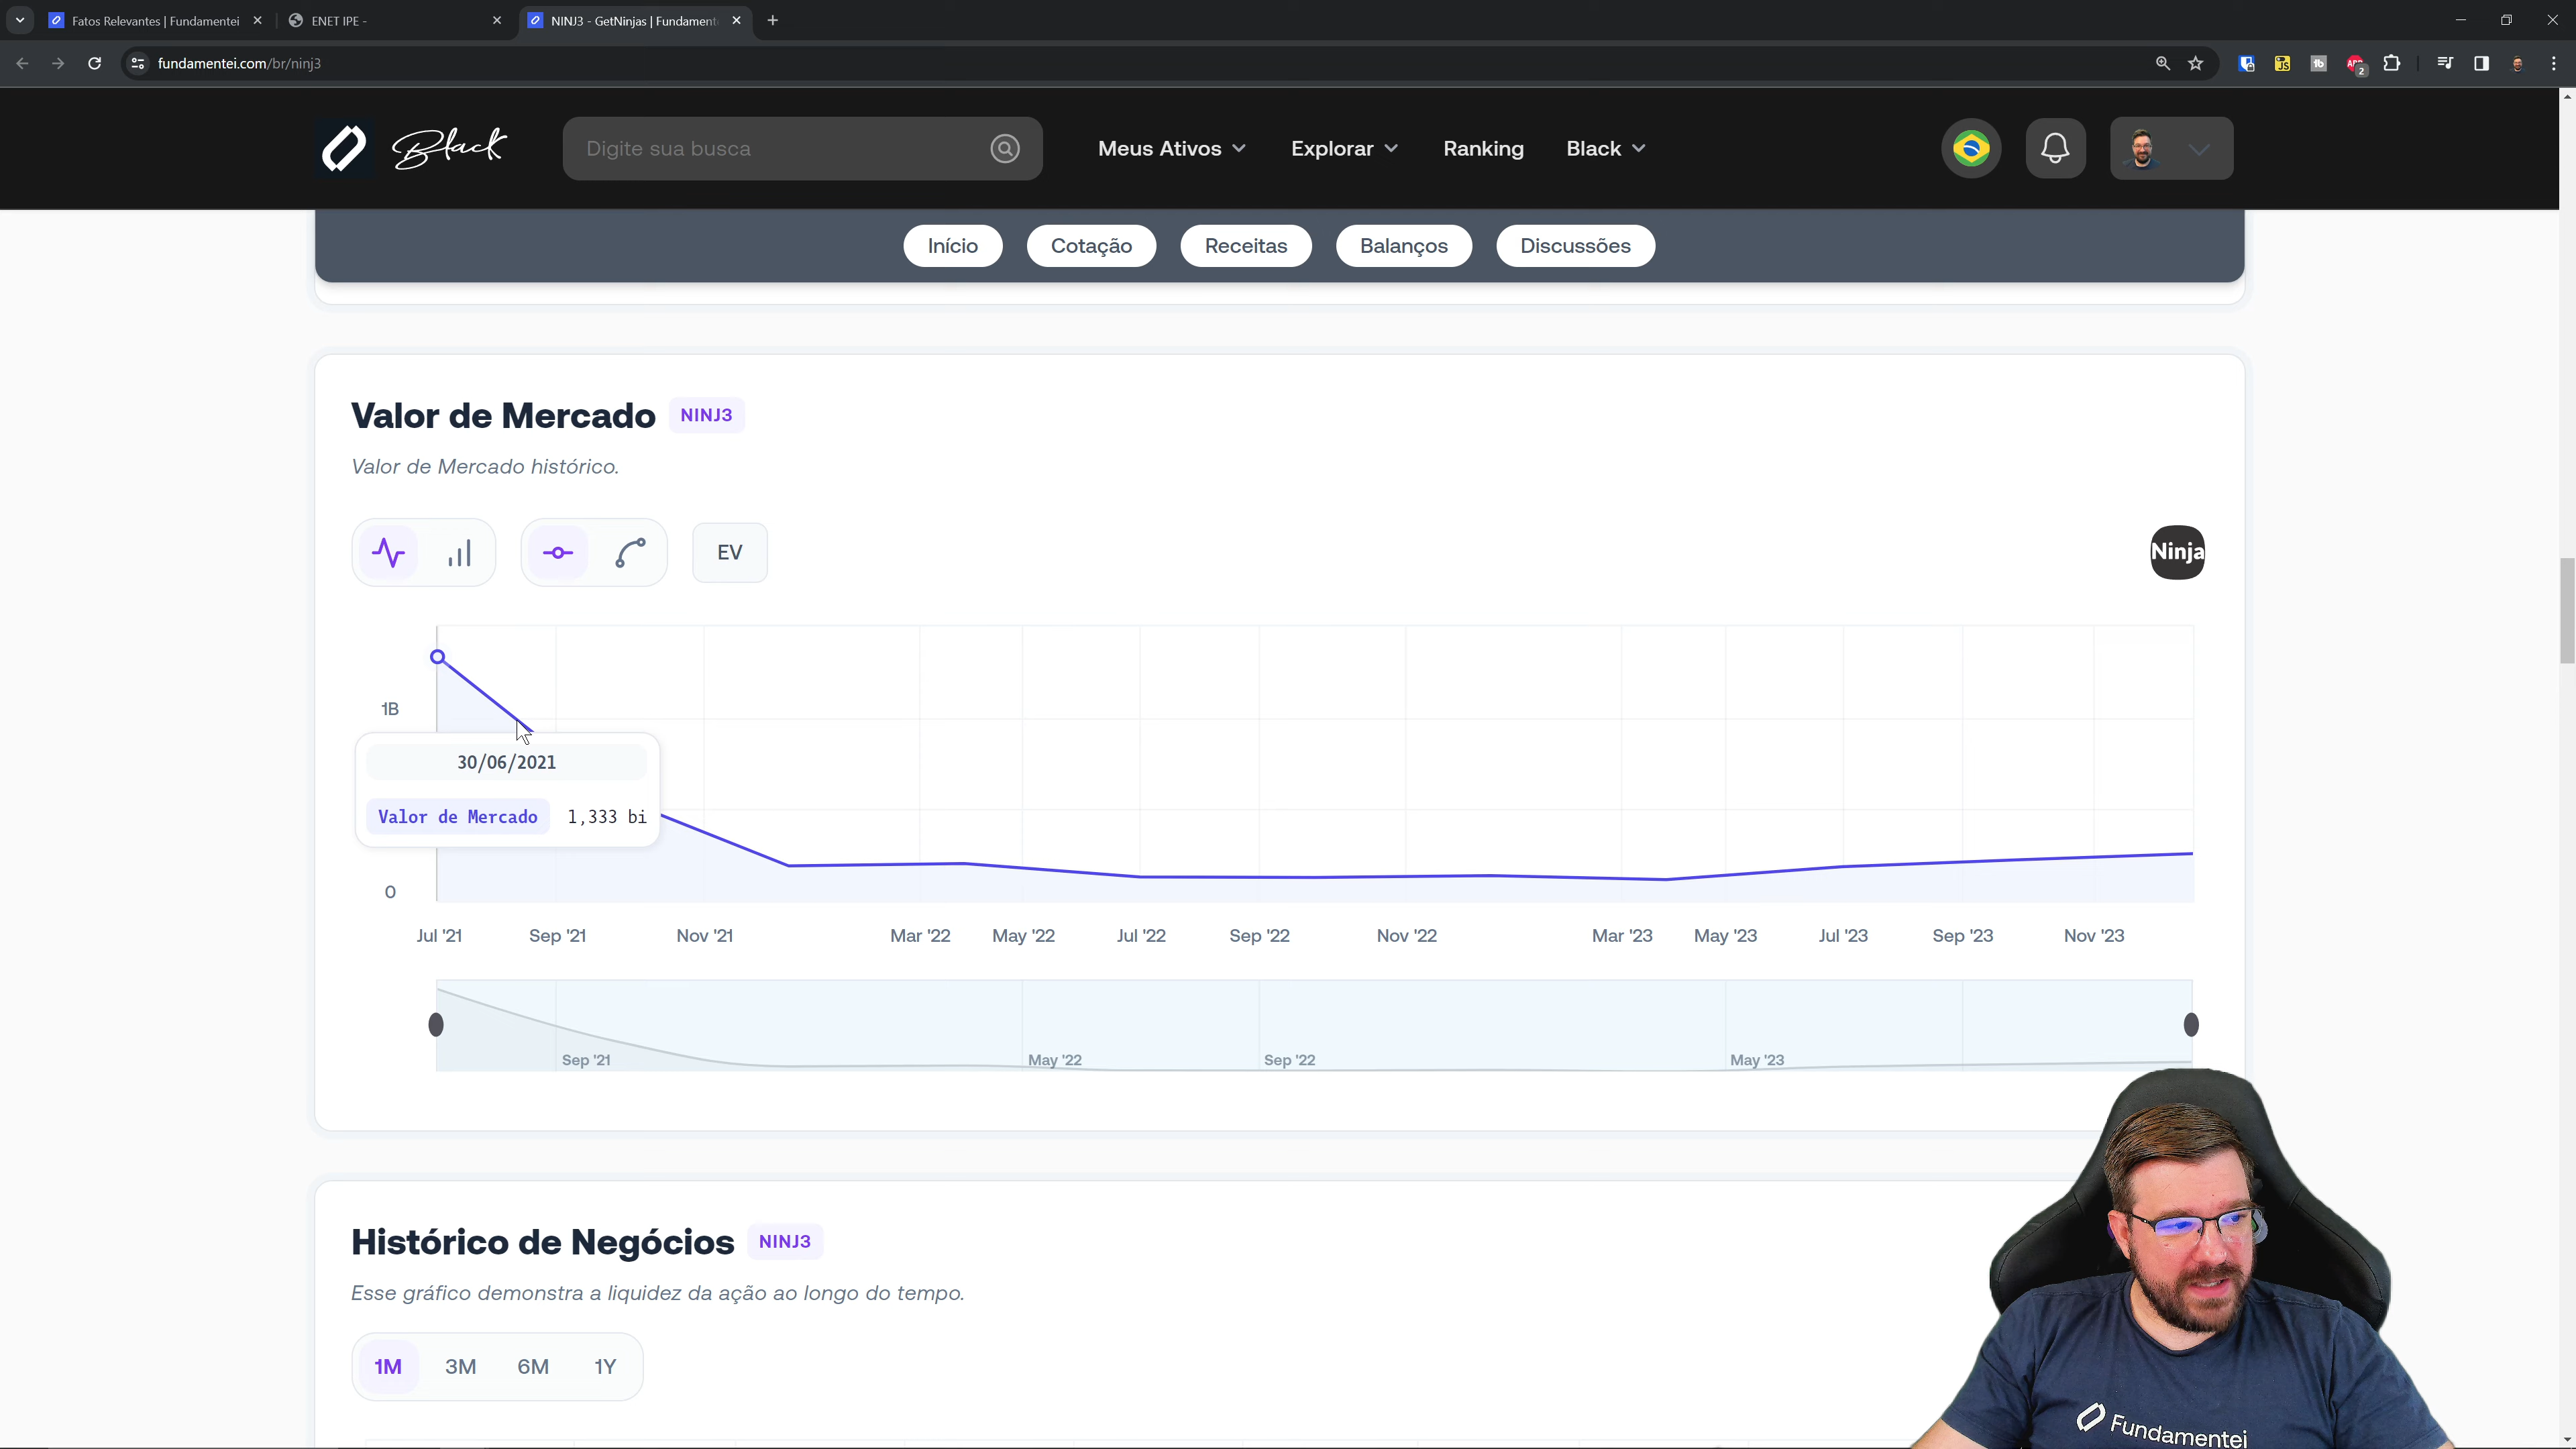 Fatos Relevantes | Fundamentei
ENET IPE -
NINJ3 - GetNinjas | Fundament
fundamentei.com/br/ninj3
2
Black
Digite sua busca
Meus Ativos
Explorar
Ranking
Black
Início
Cotação
Receitas
Balanços
Discussões
Valor de Mercado
NINJ3
Valor de Mercado histórico.
EV
Ninja
1B
30/06/2021
Valor de Mercado 1,333 bi
0
Jul '21
Sep '21
Nov '21
Mar '22
May '22
Jul '22
Sep '22
Nov '22
Mar '23
May '23
Jul '23
Sep '23
Nov '23
Sep '21
May '22
Sep '22
May '23
Histórico de Negócios
NINJ3
Esse gráfico demonstra a liquidez da ação ao longo do tempo.
1M
3M
6M
1Y
Fundamentei